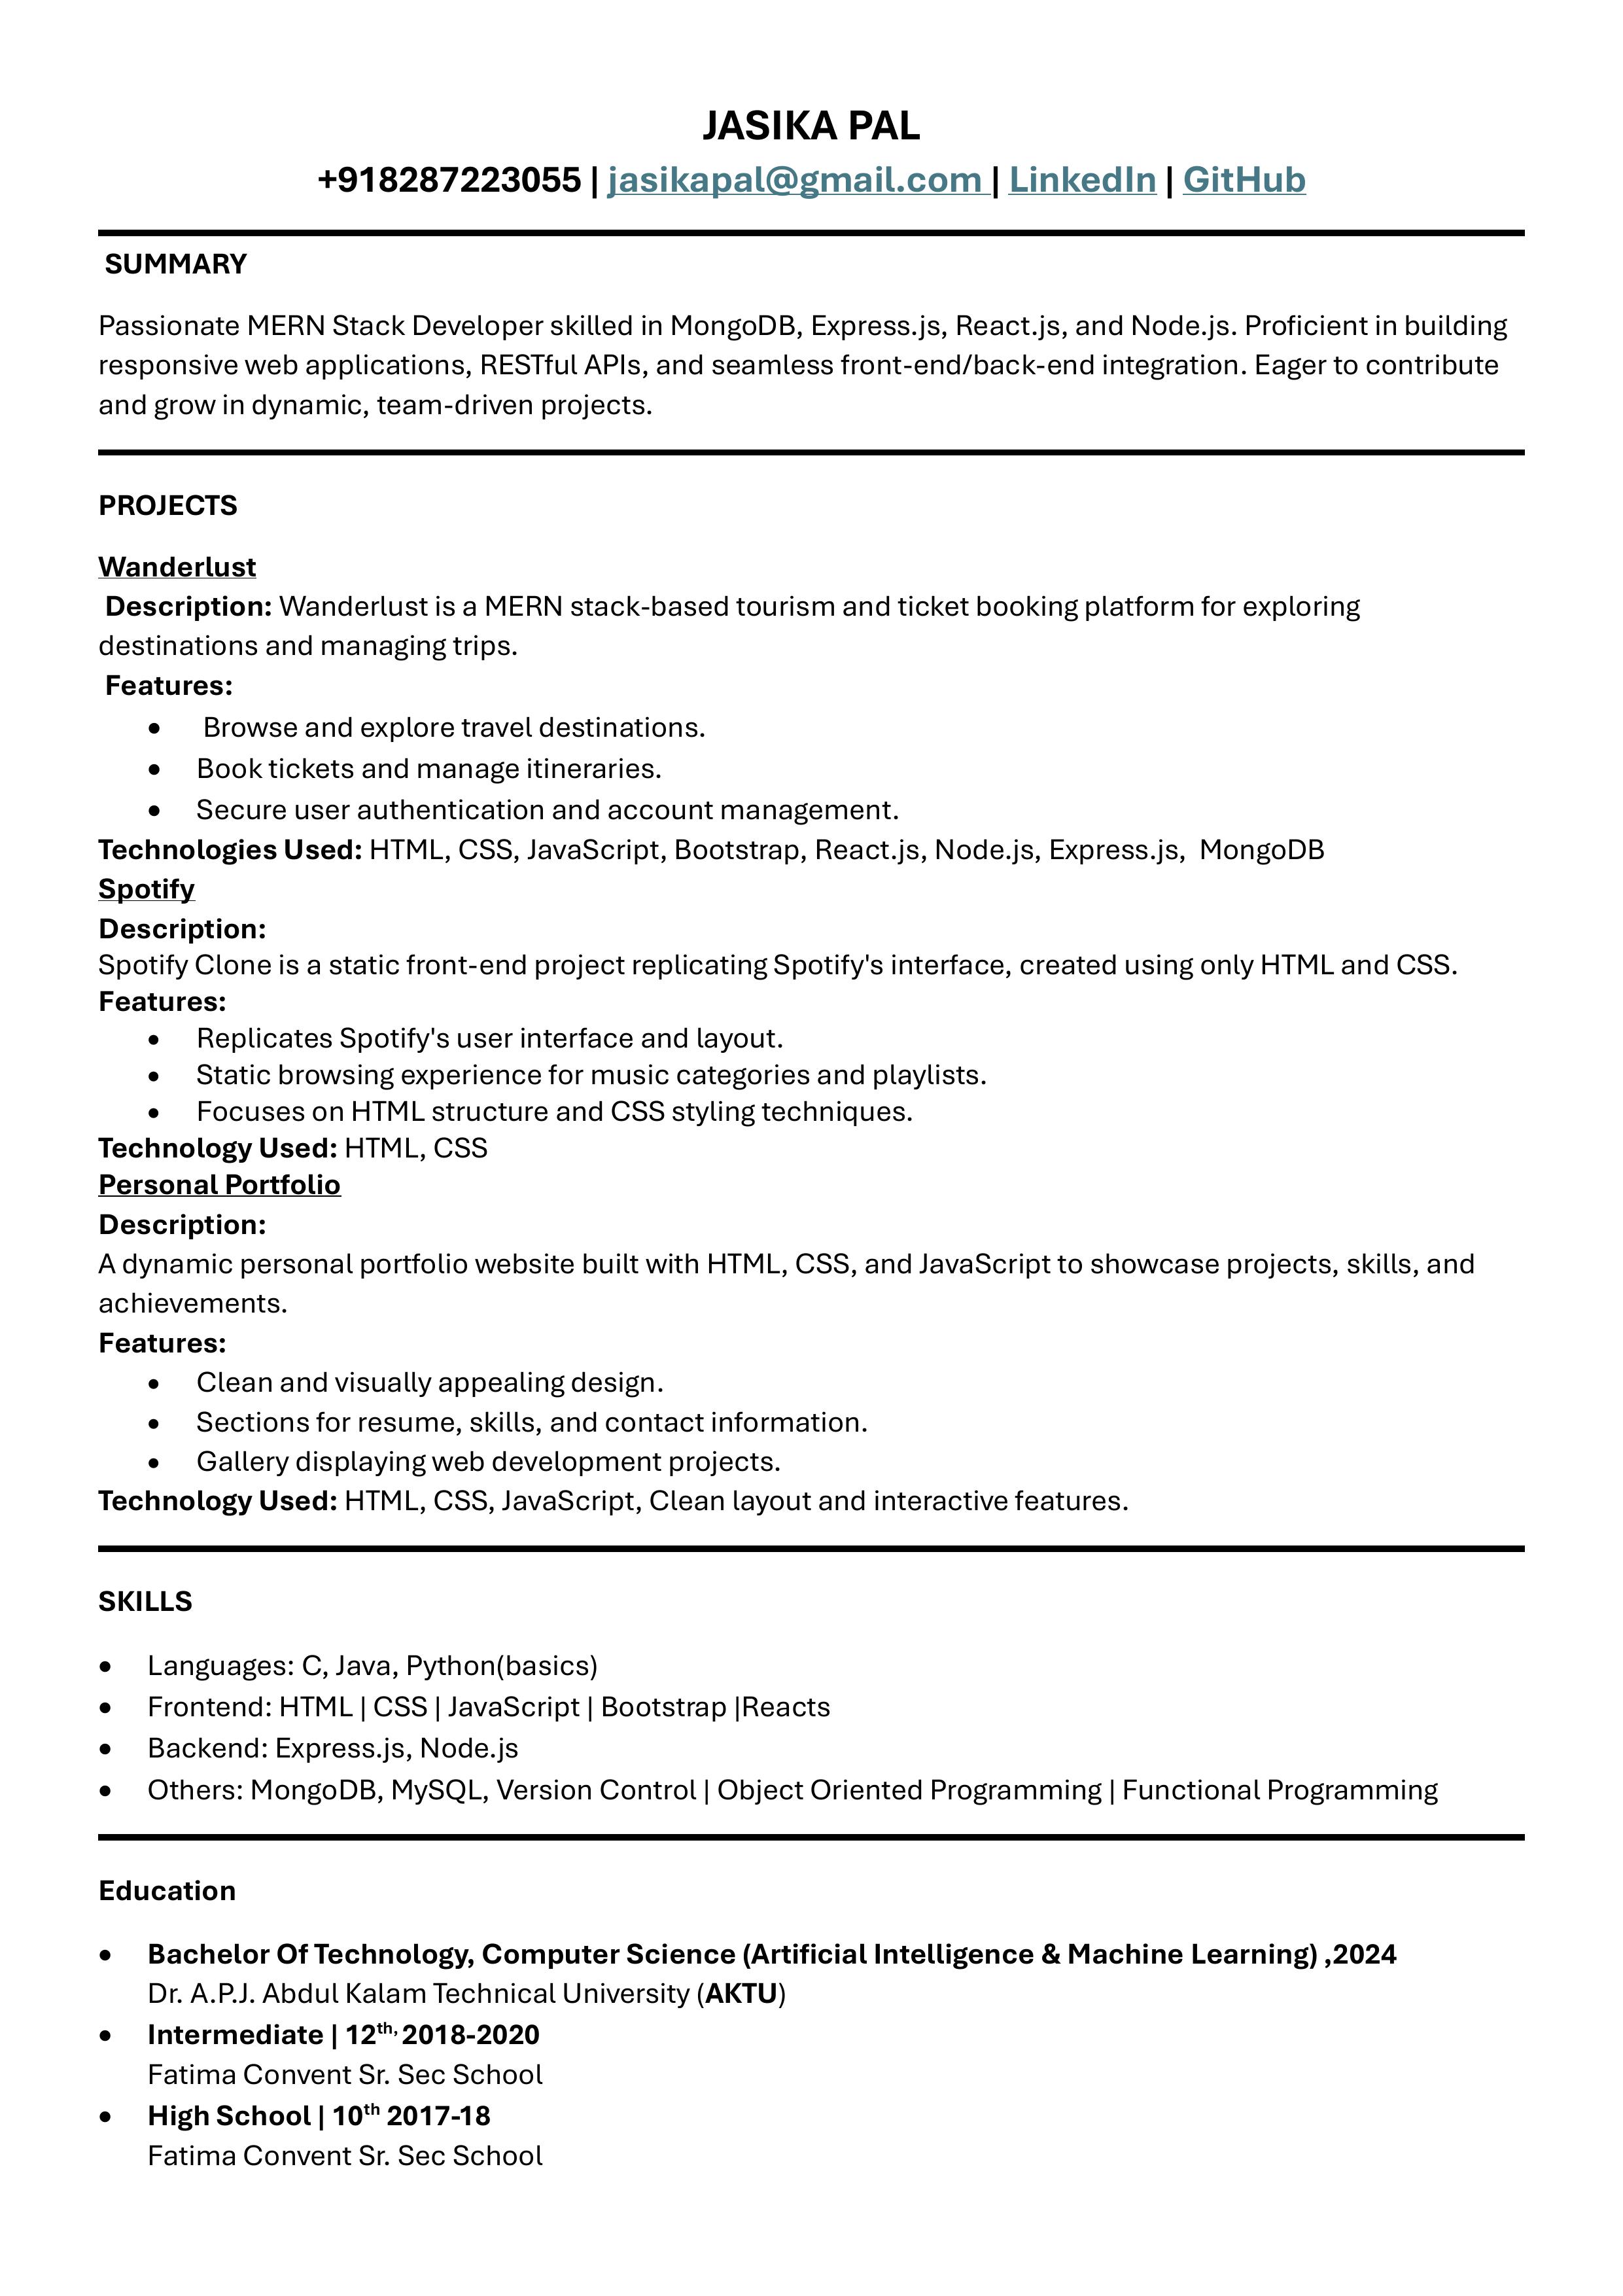 JASIKA PAL
+918287223055 | jasikapal@gmail.com | LinkedIn | GitHub
SUMMARY
Passionate MERN Stack Developer skilled in MongoDB, Express.js, React.js, and Node.js. Proficient in building
responsive web applications, RESTful APIs, and seamless front-end/back-end integration. Eager to contribute
and grow in dynamic, team-driven projects.
PROJECTS
Wanderlust
Description: Wanderlust is a MERN stack-based tourism and ticket booking platform for exploring
destinations and managing trips.
Features:
• Browse and explore travel destinations.
• Book tickets and manage itineraries.
• Secure user authentication and account management.
Technologies Used: HTML, CSS, JavaScript, Bootstrap, React.js, Node.js, Express.js, MongoDB
Spotify
Description:
Spotify Clone is a static front-end project replicating Spotify's interface, created using only HTML and CSS.
Features:
• Replicates Spotify's user interface and layout.
• Static browsing experience for music categories and playlists.
• Focuses on HTML structure and CSS styling techniques.
Technology Used: HTML, CSS
Personal Portfolio
Description:
A dynamic personal portfolio website built with HTML, CSS, and JavaScript to showcase projects, skills, and
achievements.
Features:
• Clean and visually appealing design.
• Sections for resume, skills, and contact information.
• Gallery displaying web development projects.
Technology Used: HTML, CSS, JavaScript, Clean layout and interactive features.
SKILLS
• Languages: C, Java, Python(basics)
• Frontend: HTML | CSS | JavaScript | Bootstrap |Reacts
• Backend: Express.js, Node.js
• Others: MongoDB, MySQL, Version Control | Object Oriented Programming | Functional Programming
Education
• Bachelor Of Technology, Computer Science (Artificial Intelligence & Machine Learning) ,2024
Dr. A.P.J. Abdul Kalam Technical University (AKTU)
• Intermediate | 12th, 2018-2020
Fatima Convent Sr. Sec School
• High School | 10th 2017-18
Fatima Convent Sr. Sec School